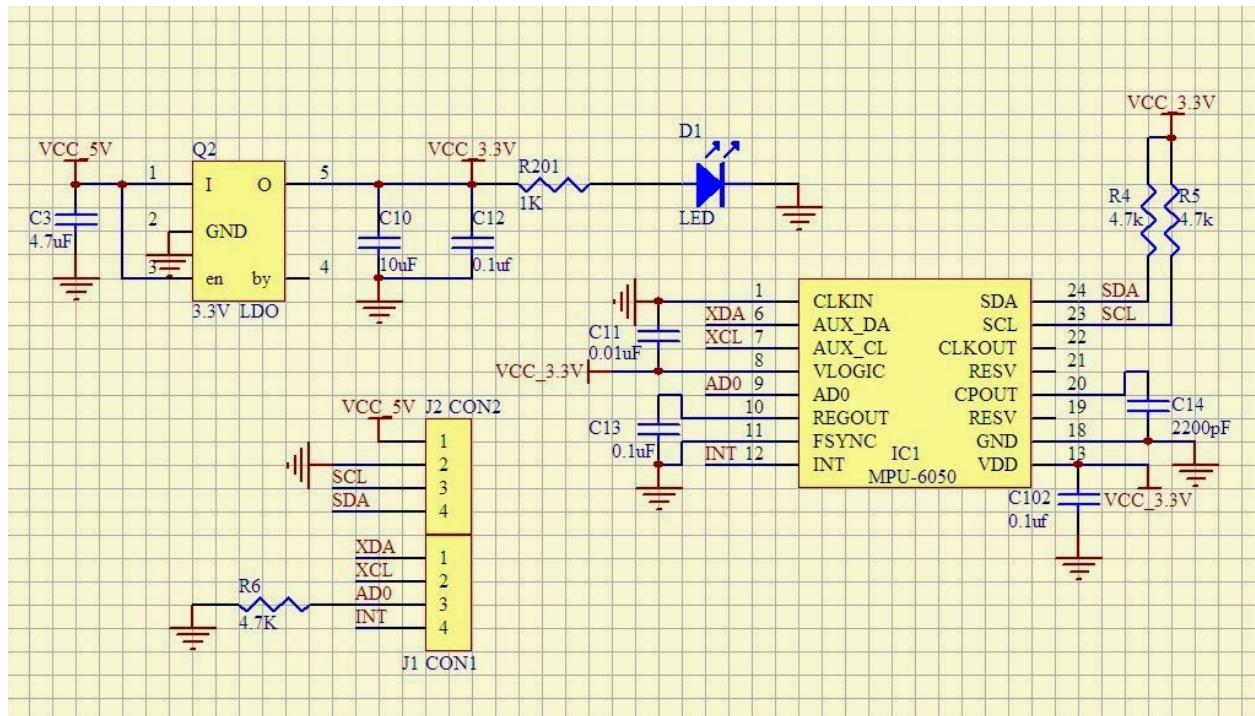 VCC_5V
Q2
1
I
O
5
2
GND
3
en
by
4
3.3V LDO
C3
4.7uF
VCC_3.3V
C10
10uF
C12
0.1uf
R201
1K
D1
LED
VCC_3.3V
R4
4.7k
R5
4.7k
1 CLKIN
XDA 6 AUX_DA
XCL 7 AUX_CL
8 VLOGIC
AD0 9 AD0
10 REGOUT
11 FSYNC
INT 12 INT
SDA 24 SDA
SCL 23 SCL
CLKOUT 22
RESV 21
CPOUT 20
RESV 19
GND 18
VDD 13
IC1
MPU-6050
C11
0.01uF
VCC_3.3V
C13
0.1uF
C14
2200pF
C102
0.1uf
VCC_3.3V
VCC_5V
J2 CON2
1
2
SCL 3
SDA 4
XDA 1
XCL 2
AD0 3
INT 4
J1 CON1
R6
4.7K